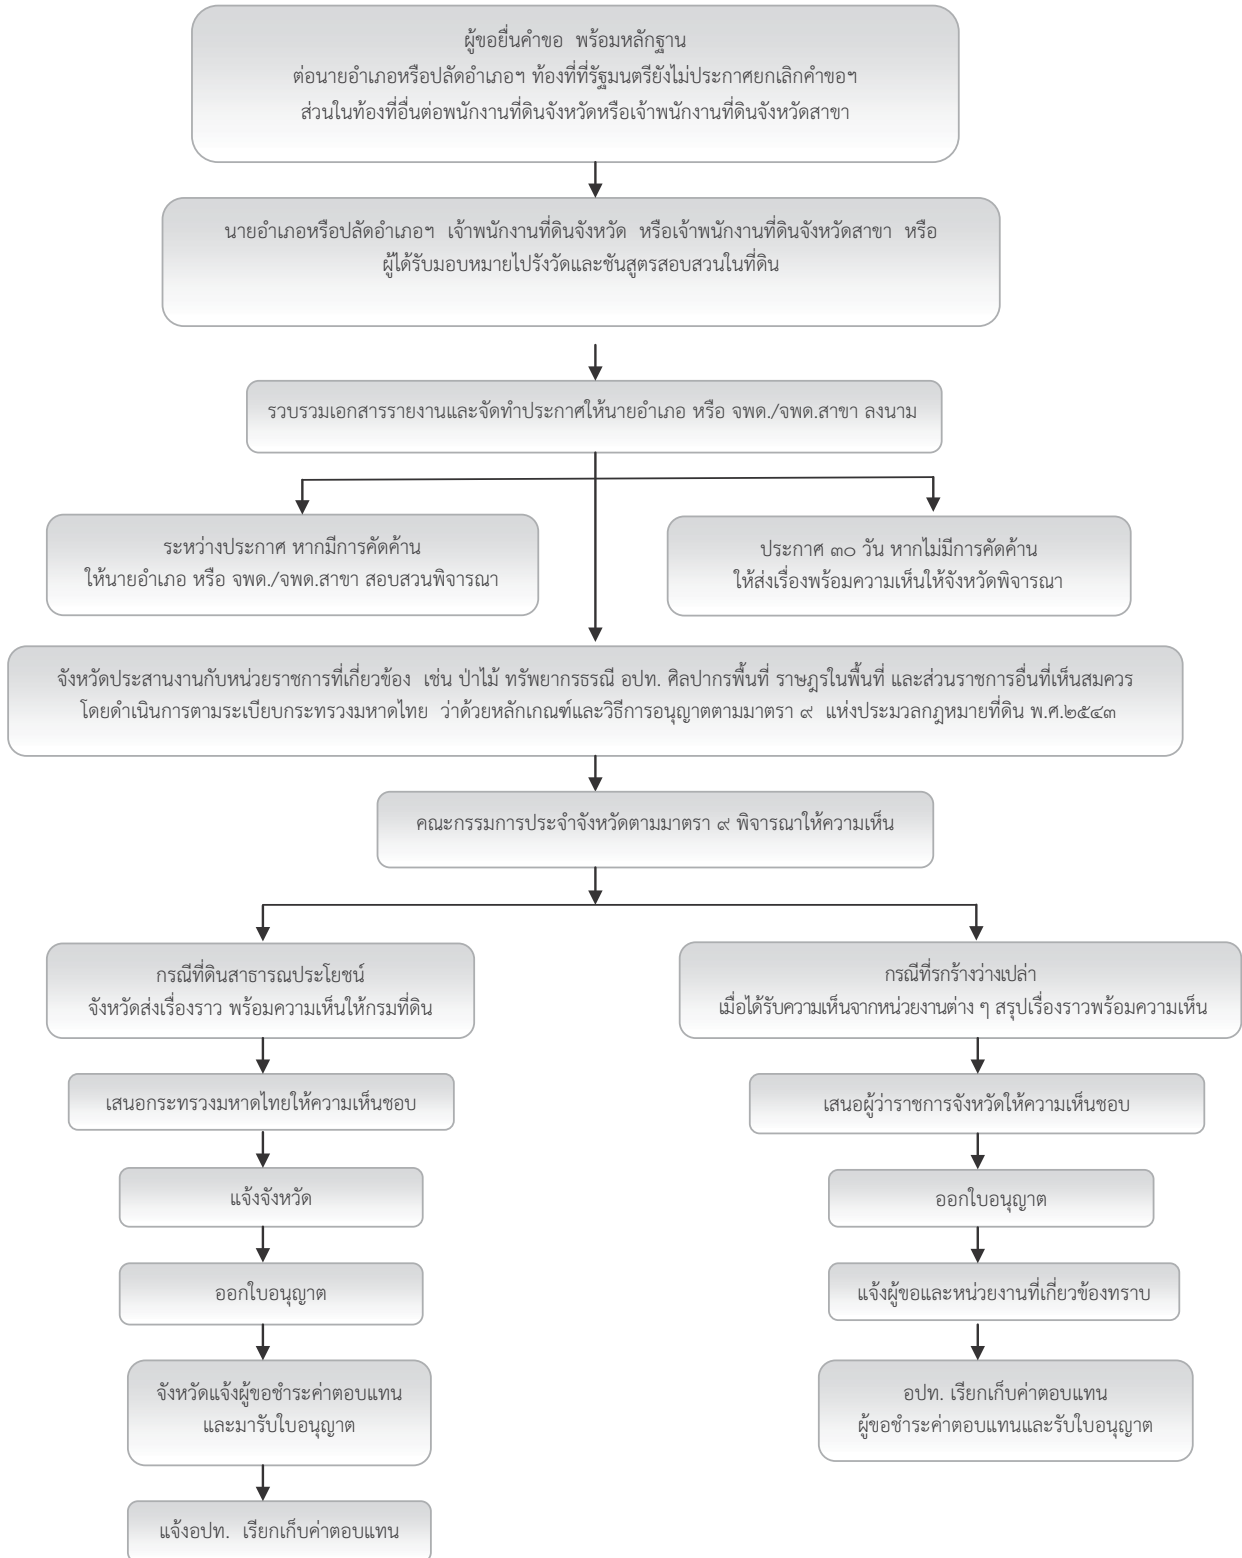 ผู้ขอยื่นคำขอ พร้อมหลักฐาน
ต่อนายอำเภอหรือปลัดอำเภอฯ ท้องที่ที่รัฐมนตรียังไม่ประกาศยกเลิกคำขอฯ
ส่วนในท้องที่อื่นต่อพนักงานที่ดินจังหวัดหรือเจ้าพนักงานที่ดินจังหวัดสาขา
นายอำเภอหรือปลัดอำเภอฯ เจ้าพนักงานที่ดินจังหวัด หรือเจ้าพนักงานที่ดินจังหวัดสาขา หรือ
ผู้ได้รับมอบหมายไปรังวัดและชันสูตรสอบสวนในที่ดิน
รวบรวมเอกสารรายงานและจัดทำประกาศให้นายอำเภอ หรือ จพด./จพด.สาขา ลงนาม
ระหว่างประกาศ หากมีการคัดค้าน
ให้นายอำเภอ หรือ จพด./จพด.สาขา สอบสวนพิจารณา
ประกาศ ๓๐ วัน หากไม่มีการคัดค้าน
ให้ส่งเรื่องพร้อมความเห็นให้จังหวัดพิจารณา
จังหวัดประสานงานกับหน่วยราชการที่เกี่ยวข้อง เช่น ป่าไม้ ทรัพยากรธรณี อปท. ศิลปากรพื้นที่ ราษฎรในพื้นที่ และส่วนราชการอื่นที่เห็นสมควร
โดยดำเนินการตามระเบียบกระทรวงมหาดไทย ว่าด้วยหลักเกณฑ์และวิธีการอนุญาตตามมาตรา ๙ แห่งประมวลกฎหมายที่ดิน พ.ศ.๒๕๔๓
คณะกรรมการประจำจังหวัดตามมาตรา ๙ พิจารณาให้ความเห็น
กรณีที่ดินสาธารณประโยชน์
จังหวัดส่งเรื่องราว พร้อมความเห็นให้กรมที่ดิน
เสนอกระทรวงมหาดไทยให้ความเห็นชอบ
แจ้งจังหวัด
ออกใบอนุญาต
จังหวัดแจ้งผู้ขอชำระค่าตอบแทน
และมารับใบอนุญาต
แจ้งอปท. เรียกเก็บค่าตอบแทน
กรณีที่รกร้างว่างเปล่า
เมื่อได้รับความเห็นจากหน่วยงานต่าง ๆ สรุปเรื่องราวพร้อมความเห็น
เสนอผู้ว่าราชการจังหวัดให้ความเห็นชอบ
ออกใบอนุญาต
แจ้งผู้ขอและหน่วยงานที่เกี่ยวข้องทราบ
อปท. เรียกเก็บค่าตอบแทน
ผู้ขอชำระค่าตอบแทนและรับใบอนุญาต